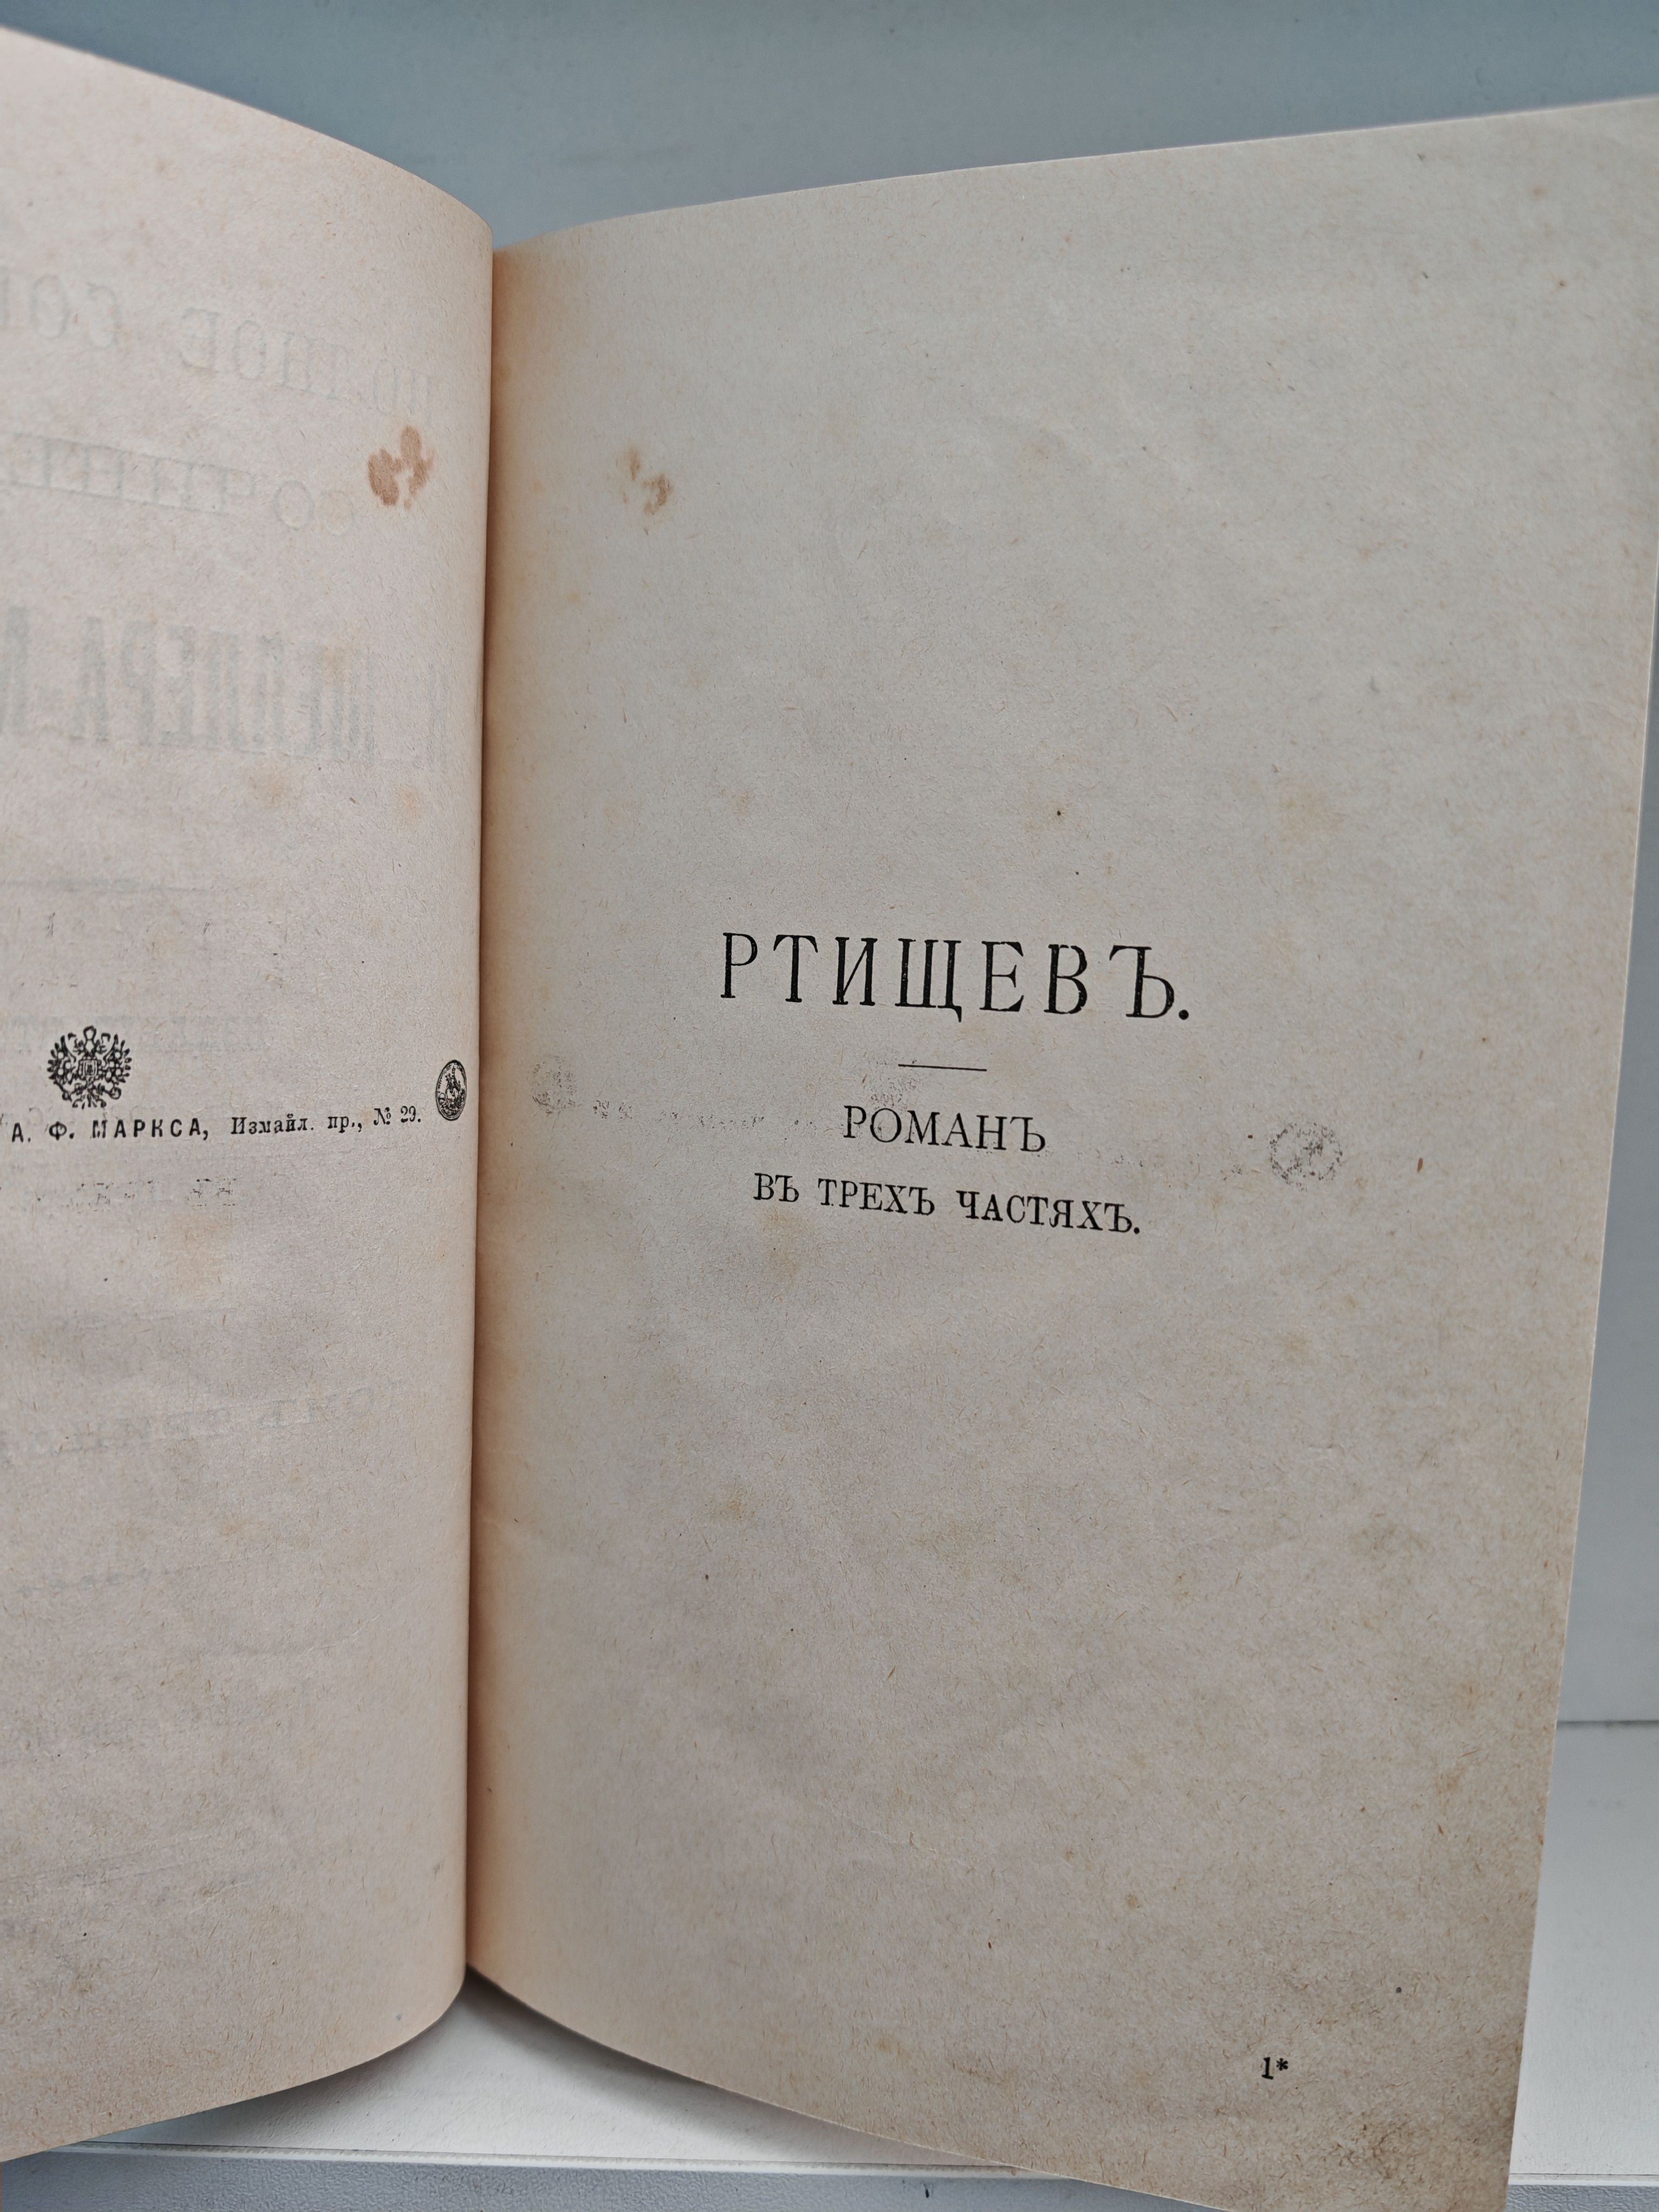 А. Ф. МАРКСА, Измайл. пр., № 29.
РТИЩЕВЪ.
РОМАНЪ
ВЪ ТРЕХЪ ЧАСТЯХЪ.
1*